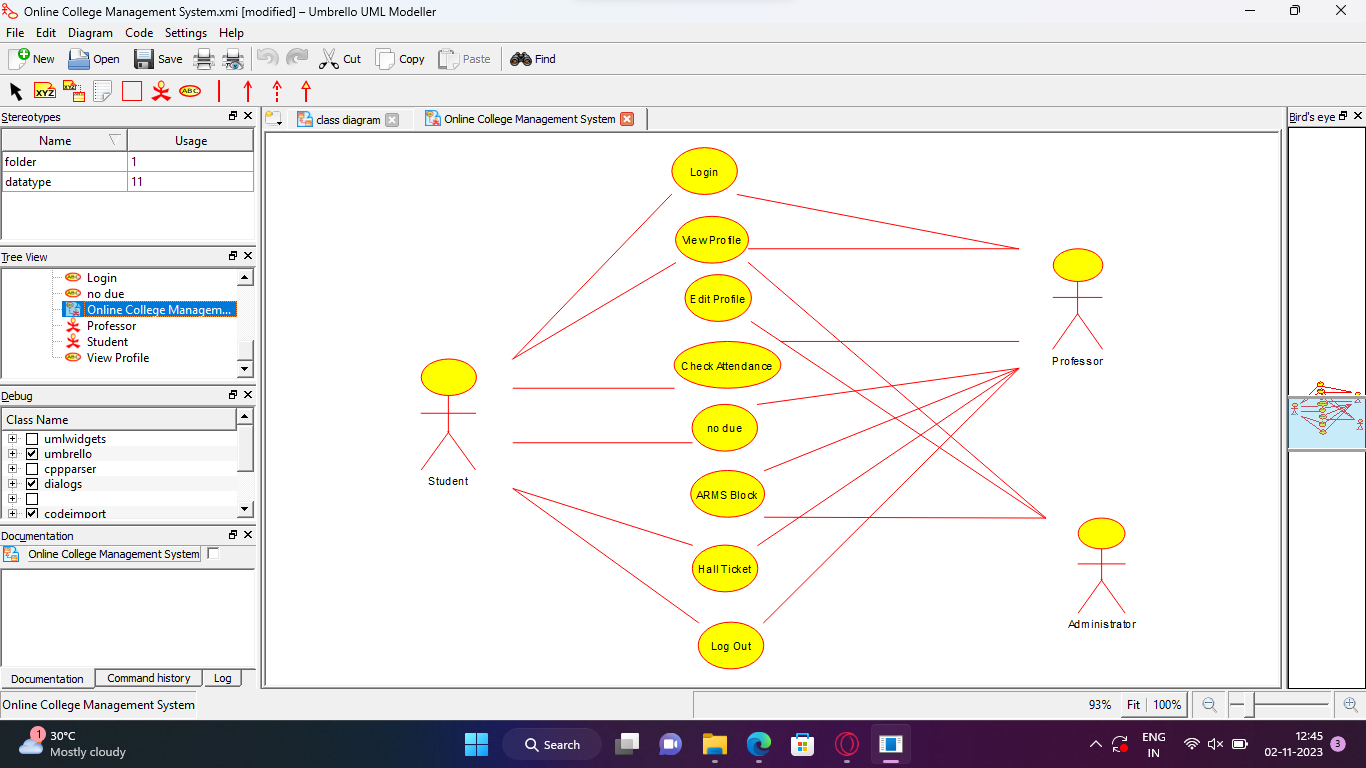 Online College Management System.xmi [modified] – Umbrello UML Modeller
File Edit Diagram Code Settings Help
New Open Save Cut Copy Paste Find
XYZ XYZ ABC
Stereotypes
Name Usage
folder 1
datatype 11
Tree View
Login
no due
Online College Managem...
Professor
Student
View Profile
Debug
Class Name
umlwidgets
umbrello
cppparser
dialogs
codeimport
Documentation
Online College Management System
Documentation Command history Log
class diagram Online College Management System
Login
View Profile
Edit Profile
Check Attendance
no due
ARMS Block
Hall Ticket
Log Out
Student
Professor
Administrator
Bird's eye
Online College Management System 93% Fit 100%
1 30°C
Mostly cloudy
Search
ENG
IN
12:45
02-11-2023
3